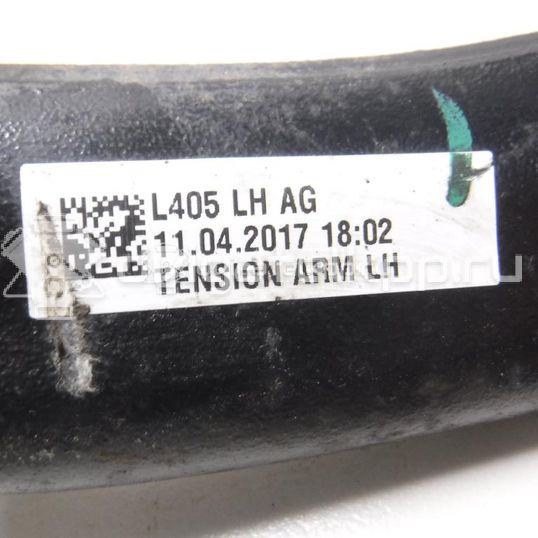 L405 LH AG
11.04.2017 18:02
TENSION ARM LH